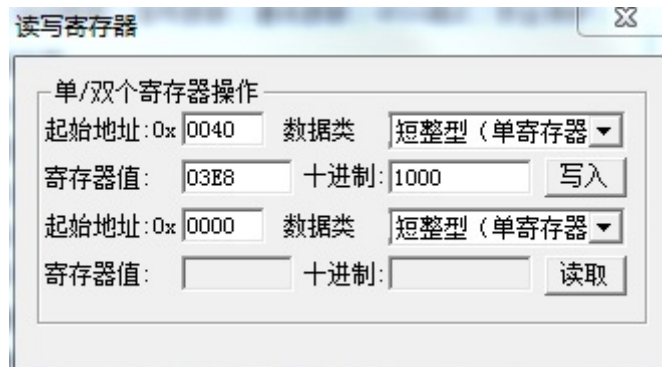 读写寄存器
单/双个寄存器操作
起始地址:0x 0040 数据类 短整型（单寄存器
寄存器值: 03E8 十进制: 1000 写入
起始地址:0x 0000 数据类 短整型（单寄存器
寄存器值: 十进制: 读取